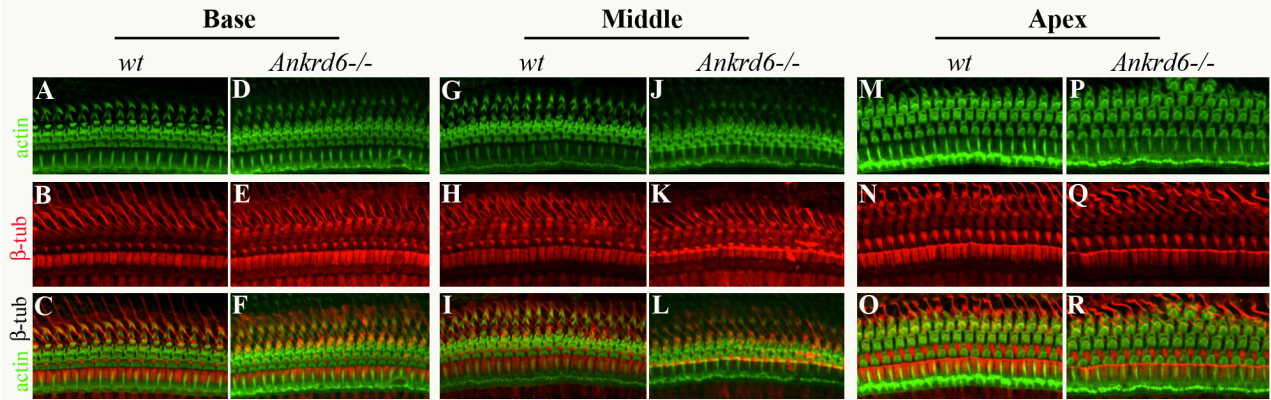 Base Middle Apex
wt Ankrd6-/- wt Ankrd6-/- wt Ankrd6-/-
actin A D G J M P
β-tub B E H K N Q
actin β-tub C F I L O R